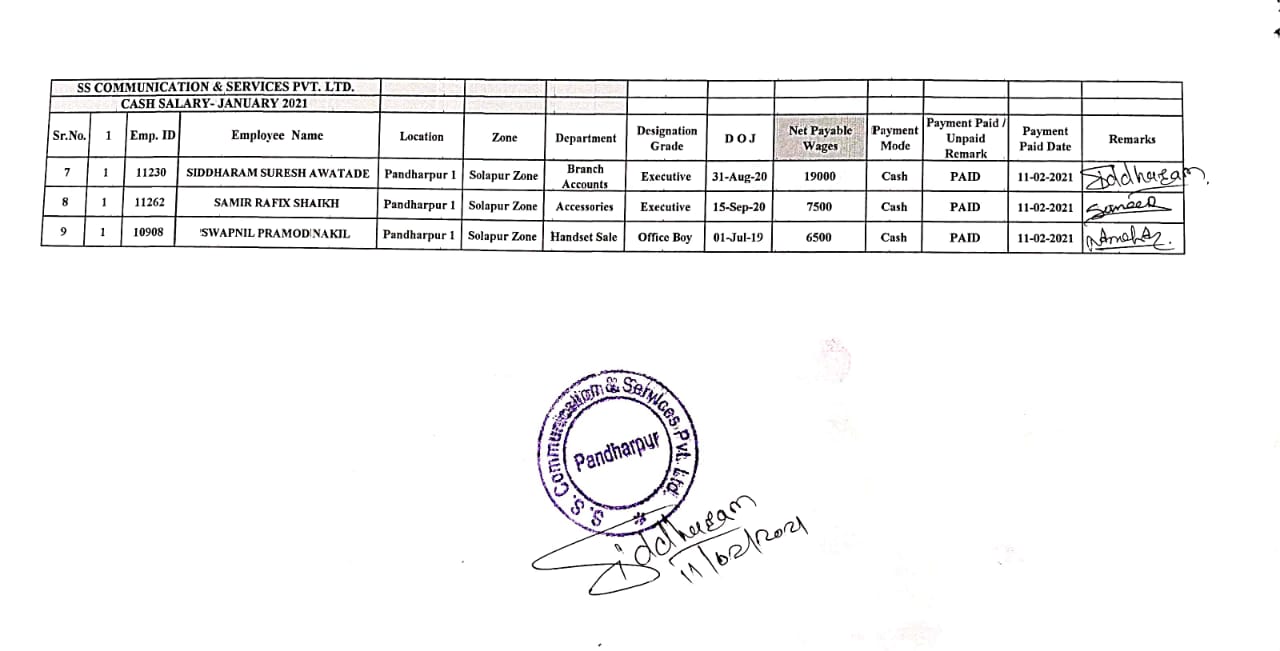 SS COMMUNICATION & SERVICES PVT. LTD.
CASH SALARY- JANUARY 2021
Sr.No. 1 Emp. ID Employee Name Location Zone Department Designation Grade D O J Net Payable Wages Payment Mode Payment Paid / Unpaid Remark Payment Paid Date Remarks
7 1 11230 SIDDHARAM SURESH AWATADE Pandharpur 1 Solapur Zone Branch Accounts Executive 31-Aug-20 19000 Cash PAID 11-02-2021 Siddharam
8 1 11262 SAMIR RAFIX SHAIKH Pandharpur 1 Solapur Zone Accessories Executive 15-Sep-20 7500 Cash PAID 11-02-2021 Sameer
9 1 10908 SWAPNIL PRAMOD NAKIL Pandharpur 1 Solapur Zone Handset Sale Office Boy 01-Jul-19 6500 Cash PAID 11-02-2021
S. S. Communication & Services Pvt. Ltd.
Pandharpur
Siddharam
11/02/2021